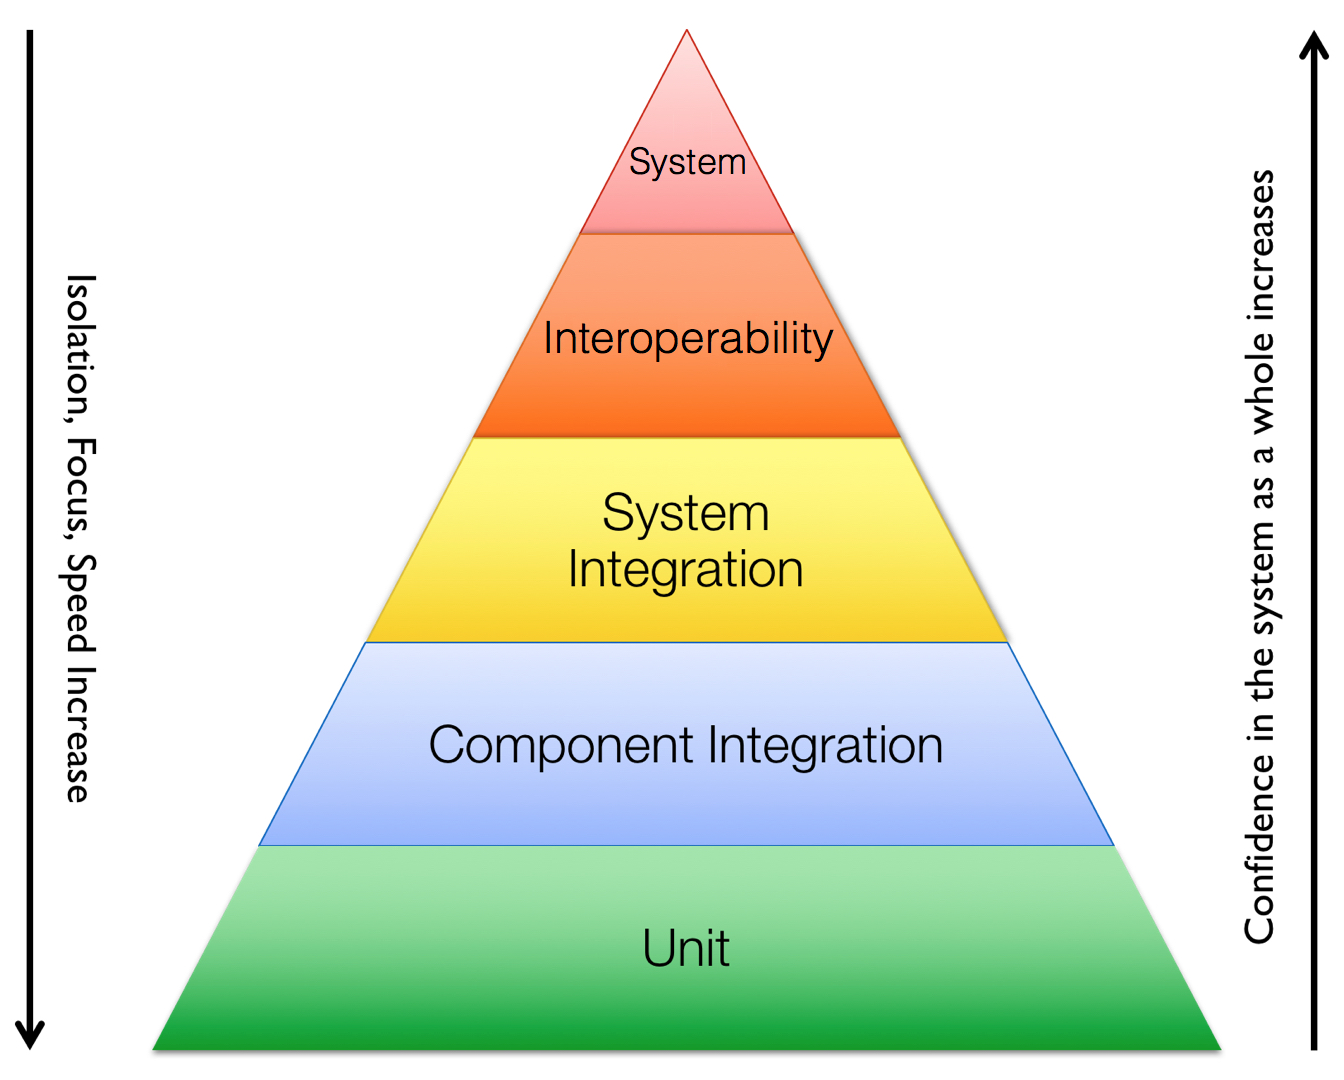 System
Interoperability
System
Integration
Component Integration
Unit
Isolation, Focus, Speed Increase
Confidence in the system as a whole increases